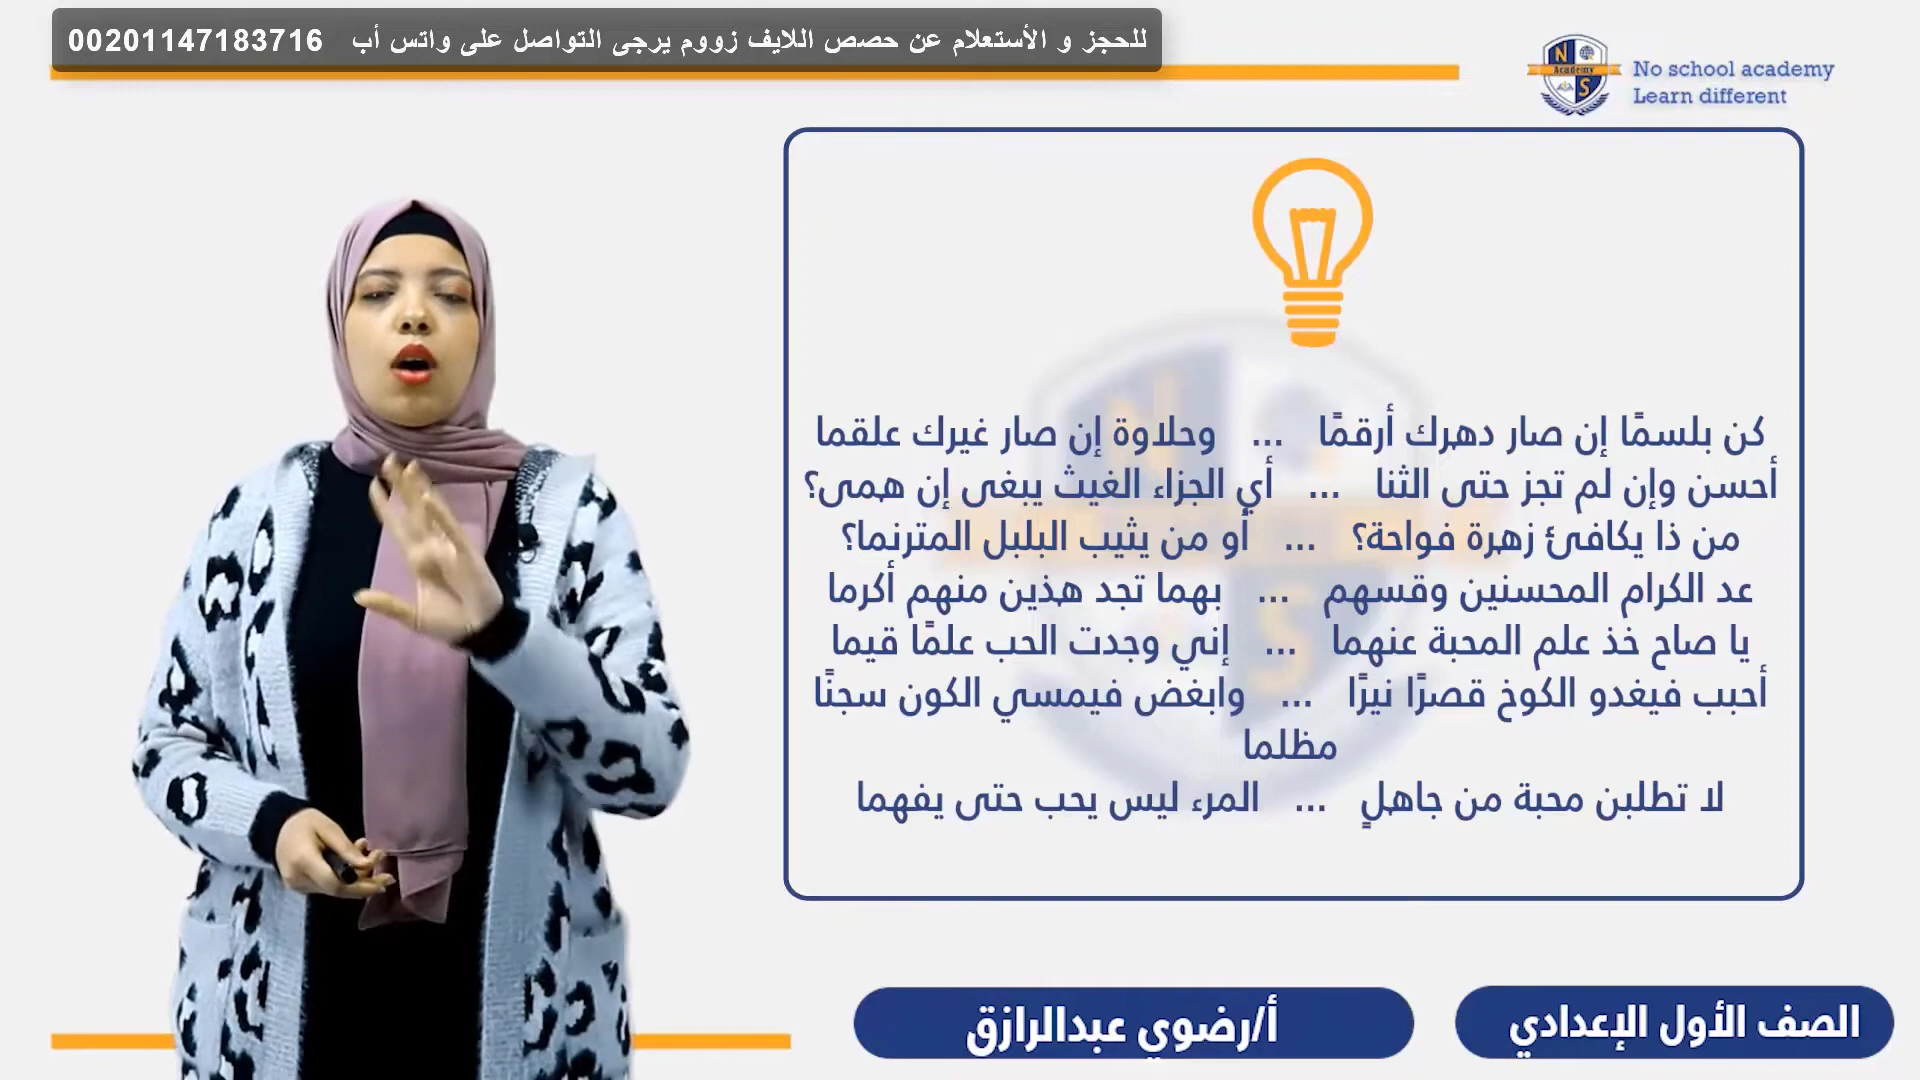 للحجز و الأستعلام عن حصص اللايف زووم يرجى التواصل على واتس أب 00201147183716
N S
Academy
No school academy
Learn different
كن بلسمًا إن صار دهرك أرقمًا ... وحلاوة إن صار غيرك علقما
أحسن وإن لم تجز حتى الثنا ... أي الجزاء الغيث يبغى إن همى؟
من ذا يكافئ زهرة فواحة؟ ... أو من يثيب البلبل المترنما؟
عد الكرام المحسنين وقسهم ... بهما تجد هذين منهم أكرما
يا صاح خذ علم المحبة عنهما ... إني وجدت الحب علمًا قيما
أحبب فيغدو الكوخ قصرًا نيرًا ... وابغض فيمسي الكون سجنًا
مظلما
لا تطلبن محبة من جاهلٍ ... المرء ليس يحب حتى يفهما
أ/رضوي عبدالرازق
الصف الأول الإعدادي